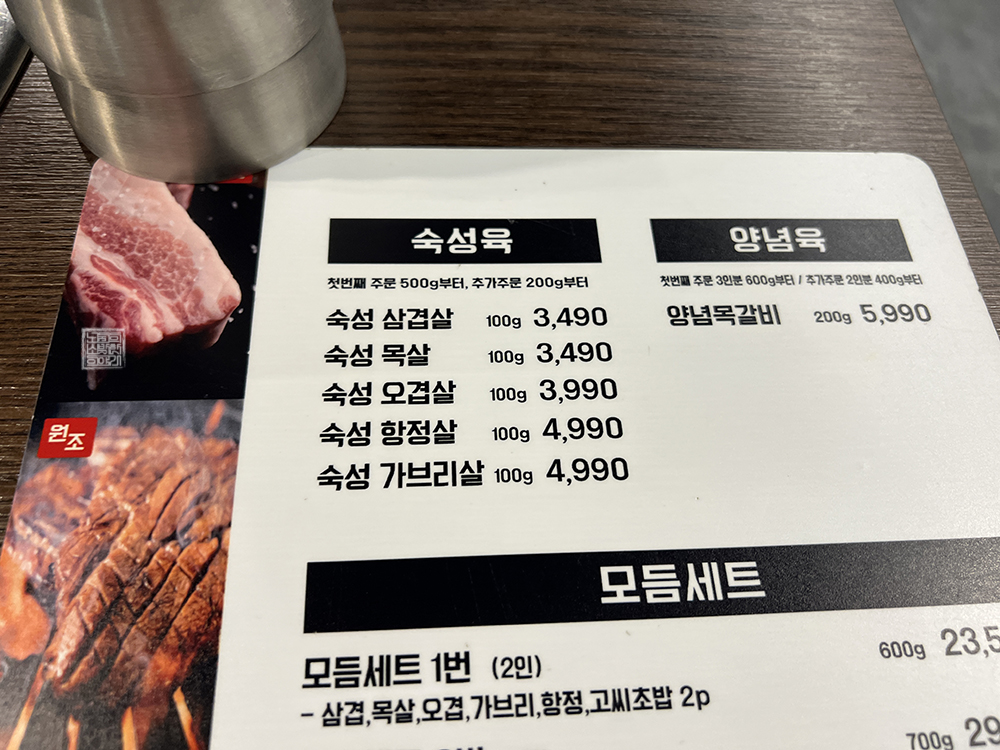 숙성육
첫번째 주문 500g부터, 추가주문 200g부터
숙성 삼겹살 100g 3,490
숙성 목살 100g 3,490
숙성 오겹살 100g 3,990
숙성 항정살 100g 4,990
숙성 가브리살 100g 4,990
양념육
첫번째 주문 3인분 600g부터 / 추가주문 2인분 400g부터
양념목갈비 200g 5,990
원조
모듬세트
모듬세트 1번 (2인) 600g 23,5
- 삼겹,목살,오겹,가브리,항정,고씨초밥 2p
700g 29